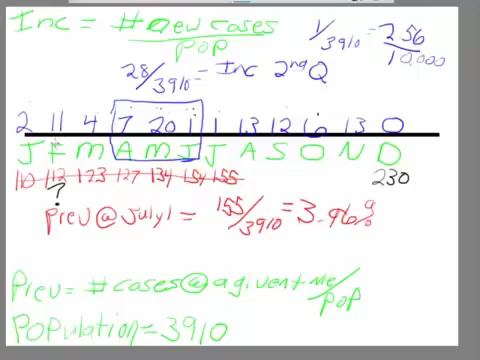 Inc = # new cases / POP
1/3910 = 2.56/10,000
28/3910 = Inc 2nd Q
2 11 4 7 20 1 1 13 12 6 13 0
J F M A M J J A S O N D
110 112 123 127 134 154 155 230
?
Prev @ July 1 = 155/3910 = 3.96%
Prev = # cases @ a given time / POP
Population = 3910